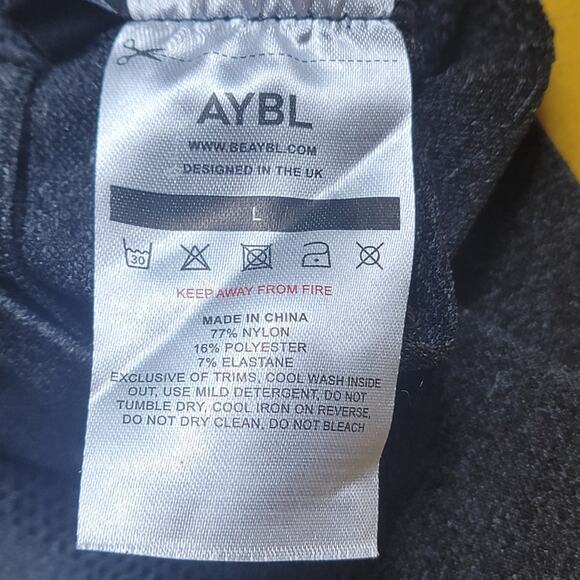 AYBL
WWW.BEAYBL.COM
DESIGNED IN THE UK
L
30
KEEP AWAY FROM FIRE
MADE IN CHINA
77% NYLON
16% POLYESTER
7% ELASTANE
EXCLUSIVE OF TRIMS, COOL WASH INSIDE
OUT, USE MILD DETERGENT, DO NOT
TUMBLE DRY, COOL IRON ON REVERSE,
DO NOT DRY CLEAN, DO NOT BLEACH